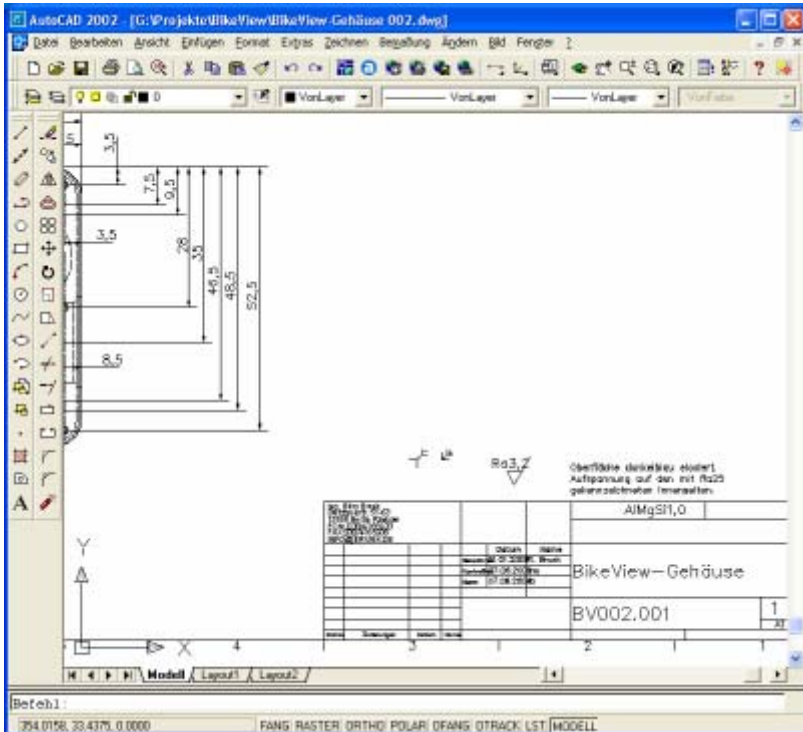 AutoCAD 2002 - [G:\Projekte\BikeView\BikeView-Gehäuse 002.dwg]
Datei Bearbeiten Ansicht Einfügen Format Extras Zeichnen Bemaßung Ändern Bild Fenster ?
0 VonLayer VonLayer VonLayer VonFarbe
5
3,5
7,5
9,5
3,5
28
35
46,5
48,5
52,5
8,5
Ra3,2
Oberfläche dunkelblau eloxiert.
Aufspannung auf den mit Ra25
gekennzeichneten Innenseiten.
AlMgSi1,0
Datum Name
BikeView-Gehäuse
BV002.001
1
Y
X 4 3 2 1
Modell Layout1 Layout2
Befehl:
354.0158, 33.4375, 0.0000 FANG RASTER ORTHO POLAR OFANG OTRACK LST MODELL